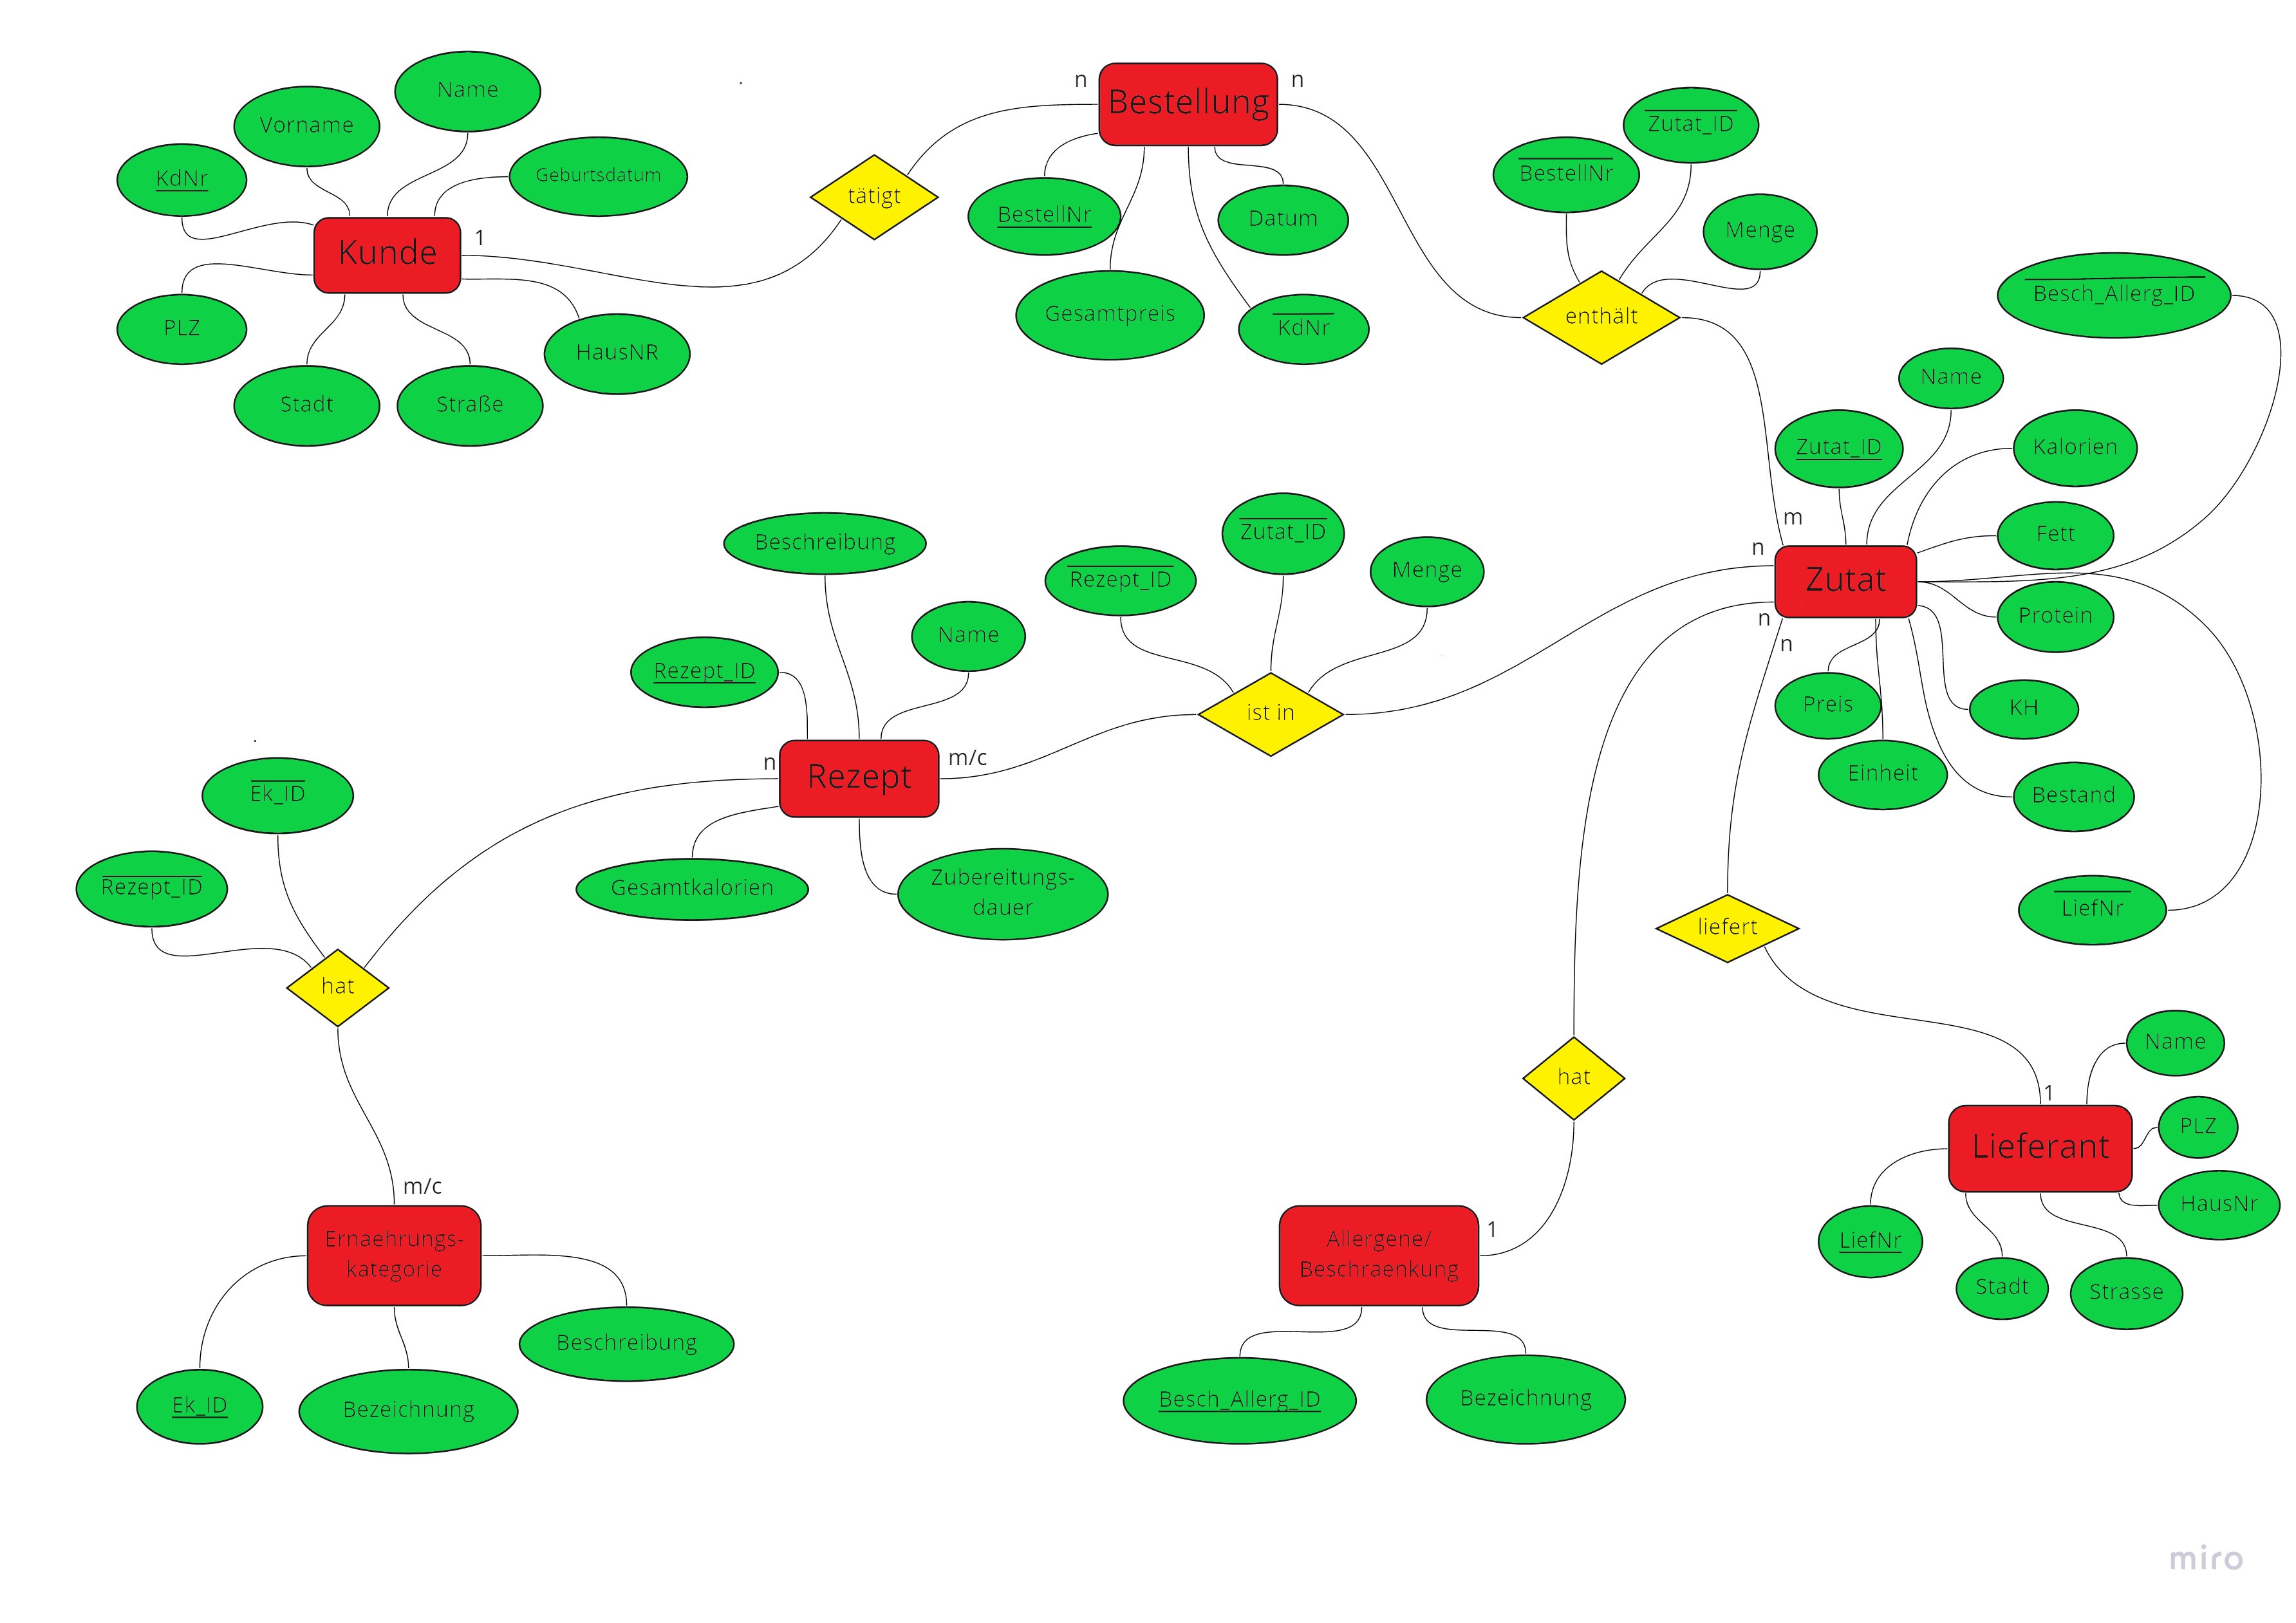 Name
Vorname
KdNr
Geburtsdatum
Kunde
1
PLZ
Stadt
Straße
HausNR
tätigt
n
Bestellung
n
BestellNr
Datum
Gesamtpreis
KdNr
Zutat_ID
BestellNr
Menge
enthält
Besch_Allerg_ID
Name
Zutat_ID
Kalorien
m
Fett
n
Zutat
n
n
Protein
Preis
KH
Einheit
Bestand
LiefNr
Beschreibung
Zutat_ID
Rezept_ID
Menge
Name
Rezept_ID
ist in
n
Rezept
m/c
Gesamtkalorien
Zubereitungs-
dauer
Ek_ID
Rezept_ID
hat
m/c
Ernaehrungs-
kategorie
Beschreibung
Ek_ID
Bezeichnung
liefert
hat
1
Allergene/
Beschraenkung
Besch_Allerg_ID
Bezeichnung
Name
1
PLZ
Lieferant
HausNr
LiefNr
Stadt
Strasse
miro